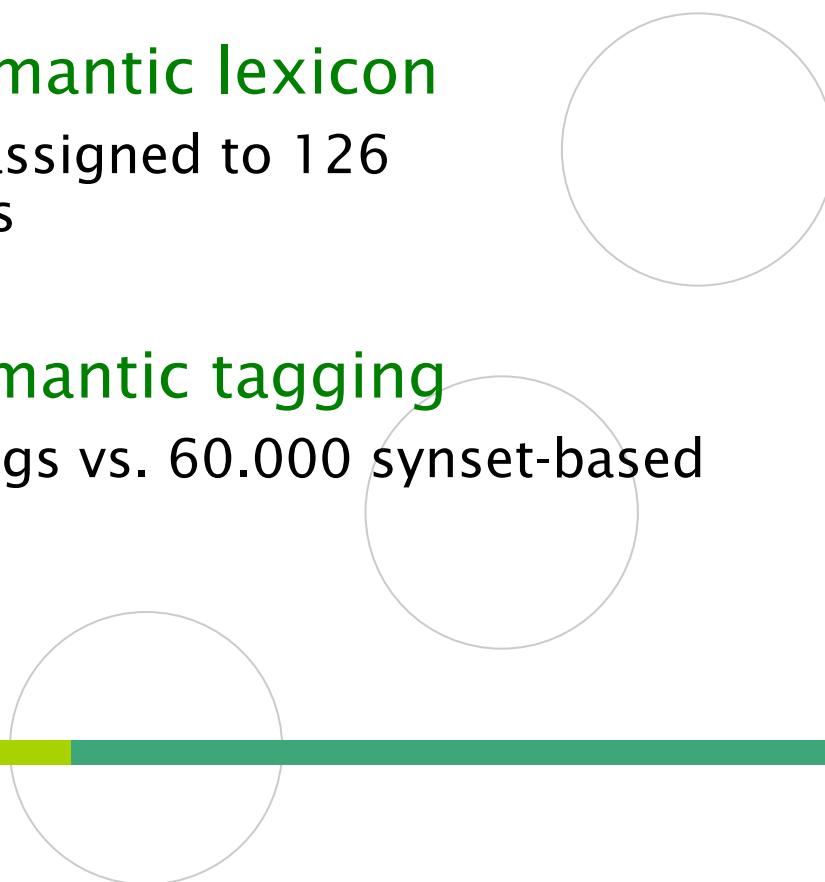 mantic lexicon
ssigned to 126
s
mantic tagging
gs vs. 60.000 synset-based